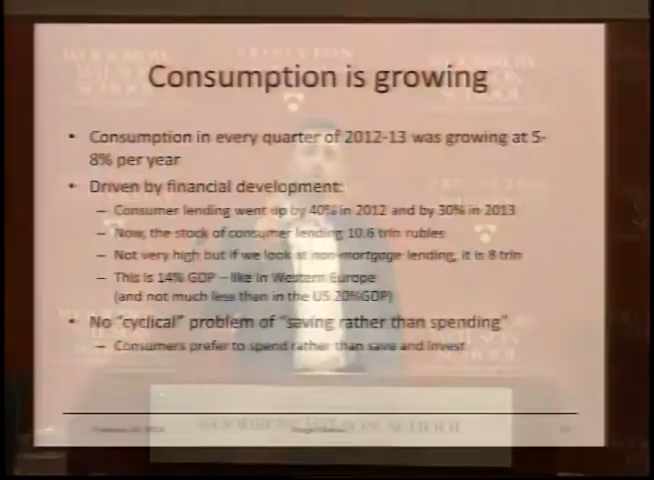 Consumption is growing
• Consumption in every quarter of 2012-13 was growing at 5-
8% per year
• Driven by financial development:
– Consumer lending went up by 40% in 2012 and by 30% in 2013
– Now, the stock of consumer lending 10.6 trln rubles
– Not very high but if we look at non-mortgage lending, it is 8 trln
– This is 14% GDP – like in Western Europe
(and not much less than in the US 20%GDP)
• No "cyclical" problem of "saving rather than spending"
– Consumers prefer to spend rather than save and invest
WOODROW WILSON SCHOOL